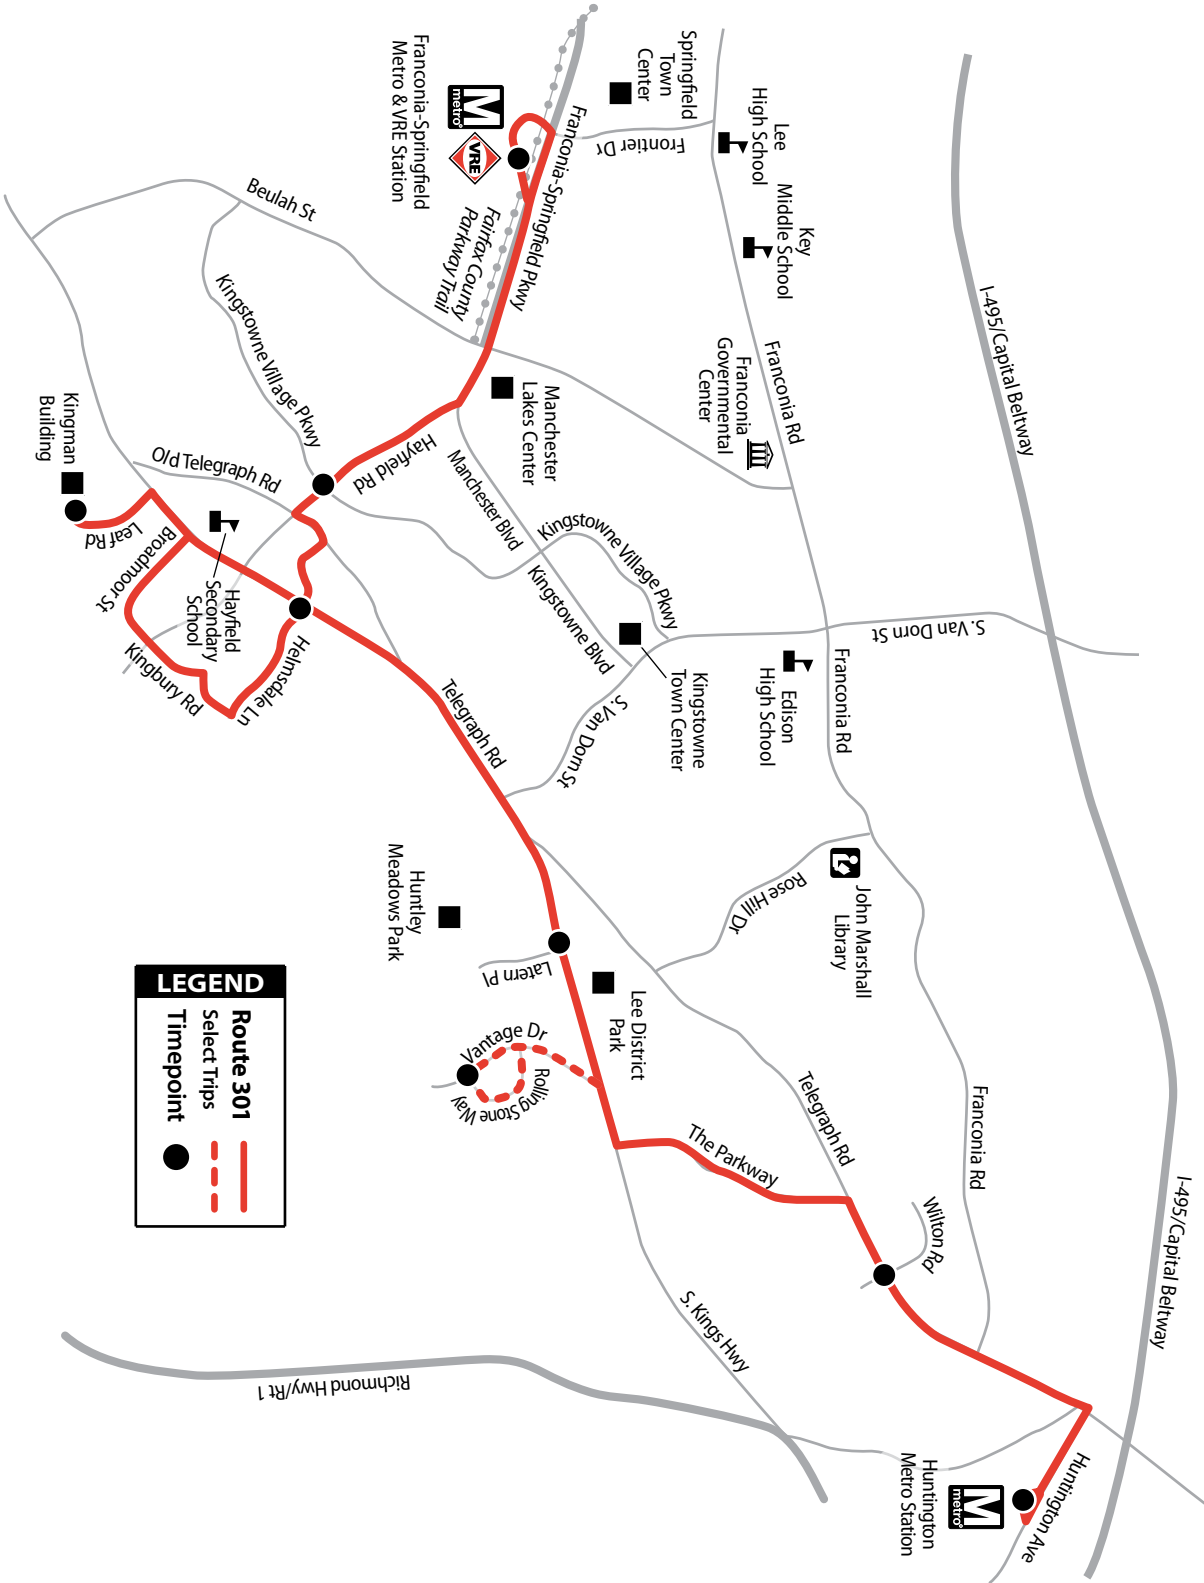 Springfield
Town
Center
Franconia-Springfield
Metro & VRE Station
M
metro
VRE
Franconia-Springfield Pkwy
Frontier Dr
Lee
High School
Key
Middle School
I-495/Capital Beltway
Beulah St
Fairfax County
Parkway Trail
Kingstowne Village Pkwy
Franconia
Governmental
Center
Franconia Rd
Manchester
Lakes Center
Kingman
Building
Old Telegraph Rd
Hayfield Rd
Manchester Blvd
Kingstowne Village Pkwy
Kingstowne Blvd
Leaf Rd
Broadmoor St
Hayfield
Secondary
School
Kingbury Rd
Helmsdale Ln
Telegraph Rd
S. Van Dorn St
S. Van Dorn St
Kingstowne
Town Center
Edison
High School
Franconia Rd
John Marshall
Library
Rose Hill Dr
Huntley
Meadows Park
Latern Pl
Lee District
Park
Vantage Dr
Rolling Stone Way
Telegraph Rd
The Parkway
Franconia Rd
Wilton Rd
I-495/Capital Beltway
S. Kings Hwy
Richmond Hwy/Rt 1
Huntington
Metro Station
M
metro
Huntington Ave
LEGEND
Route 301
Select Trips
Timepoint